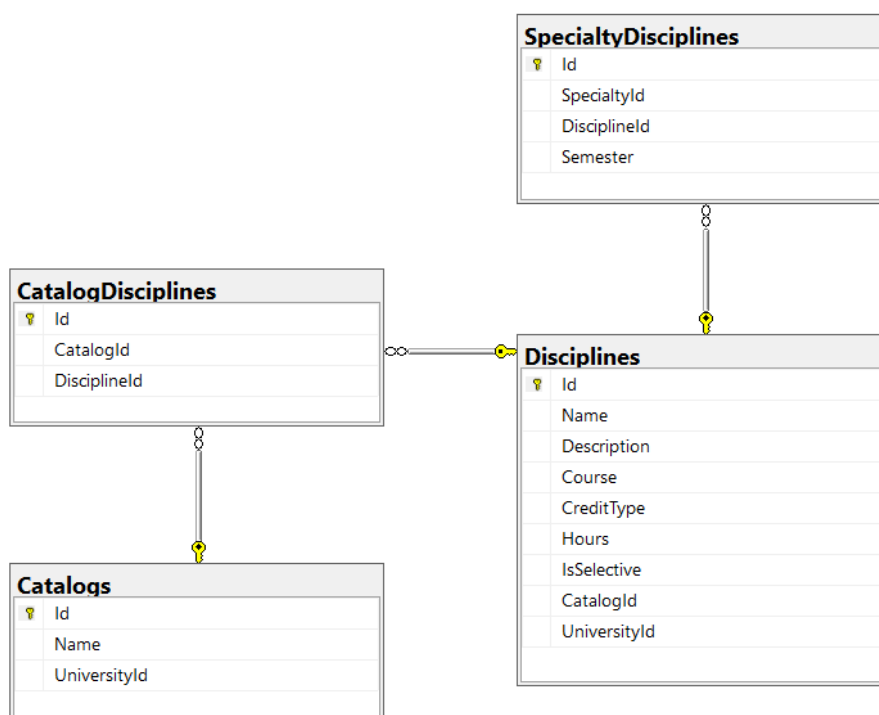 SpecialtyDisciplines
Id
SpecialtyId
DisciplineId
Semester
CatalogDisciplines
Id
CatalogId
DisciplineId
Disciplines
Id
Name
Description
Course
CreditType
Hours
IsSelective
CatalogId
UniversityId
Catalogs
Id
Name
UniversityId